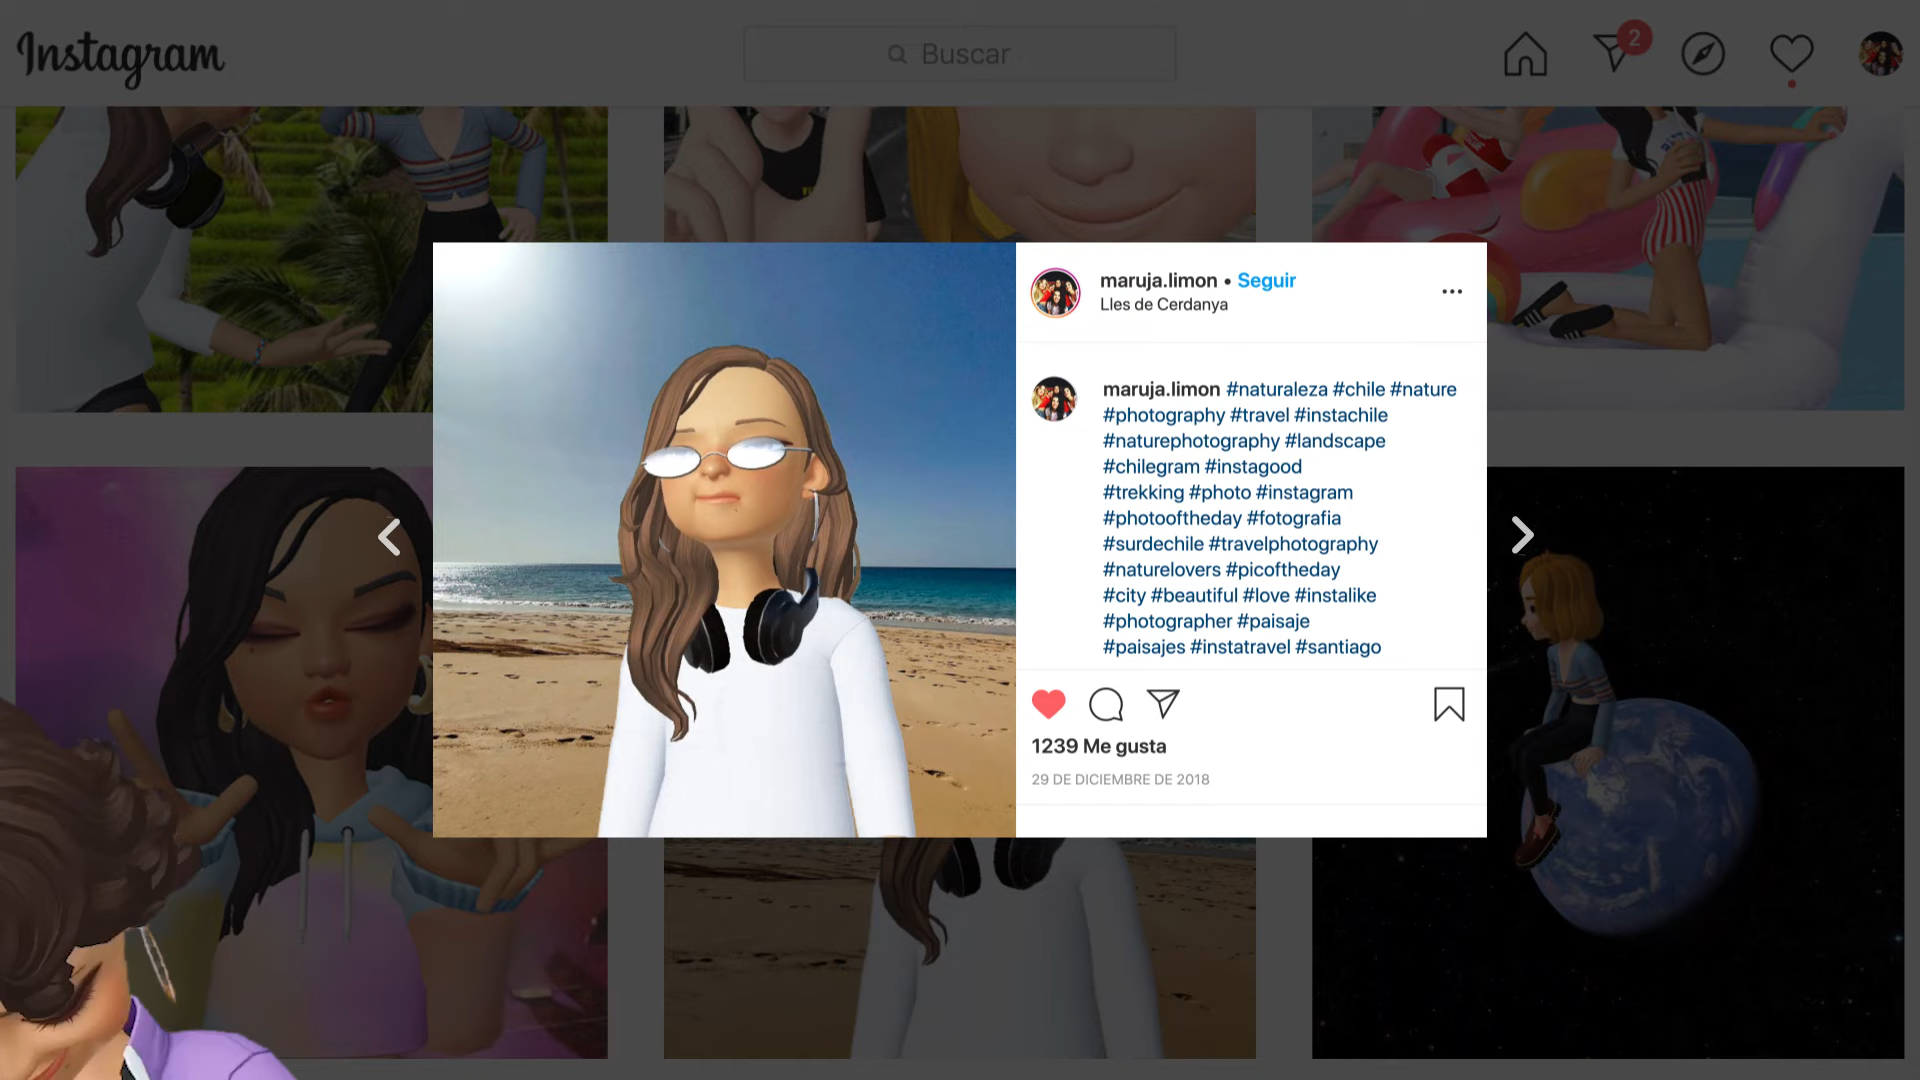 Instagram
Buscar
2
maruja.limon • Seguir
Lles de Cerdanya
maruja.limon #naturaleza #chile #nature
#photography #travel #instachile
#naturephotography #landscape
#chilegram #instagood
#trekking #photo #instagram
#photooftheday #fotografia
#surdechile #travelphotography
#naturelovers #picoftheday
#city #beautiful #love #instalike
#photographer #paisaje
#paisajes #instatravel #santiago
1239 Me gusta
29 DE DICIEMBRE DE 2018